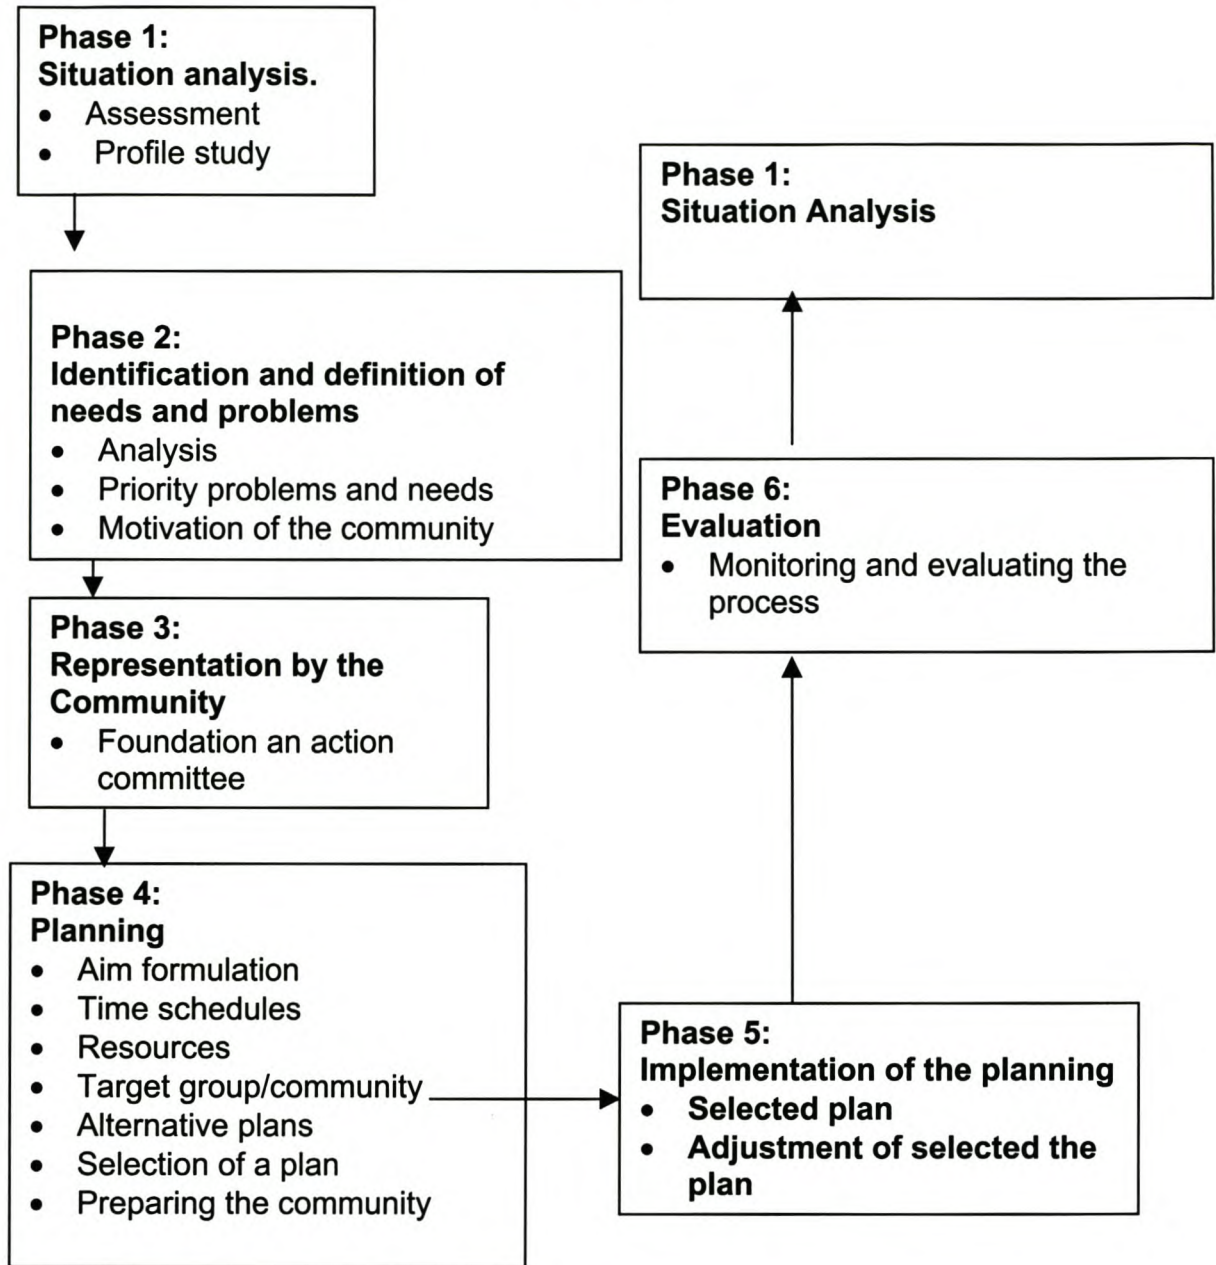 Phase 1:
Situation analysis.
• Assessment
• Profile study
Phase 2:
Identification and definition of
needs and problems
• Analysis
• Priority problems and needs
• Motivation of the community
Phase 3:
Representation by the
Community
• Foundation an action
committee
Phase 4:
Planning
• Aim formulation
• Time schedules
• Resources
• Target group/community
• Alternative plans
• Selection of a plan
• Preparing the community
Phase 5:
Implementation of the planning
• Selected plan
• Adjustment of selected the
plan
Phase 6:
Evaluation
• Monitoring and evaluating the
process
Phase 1:
Situation Analysis